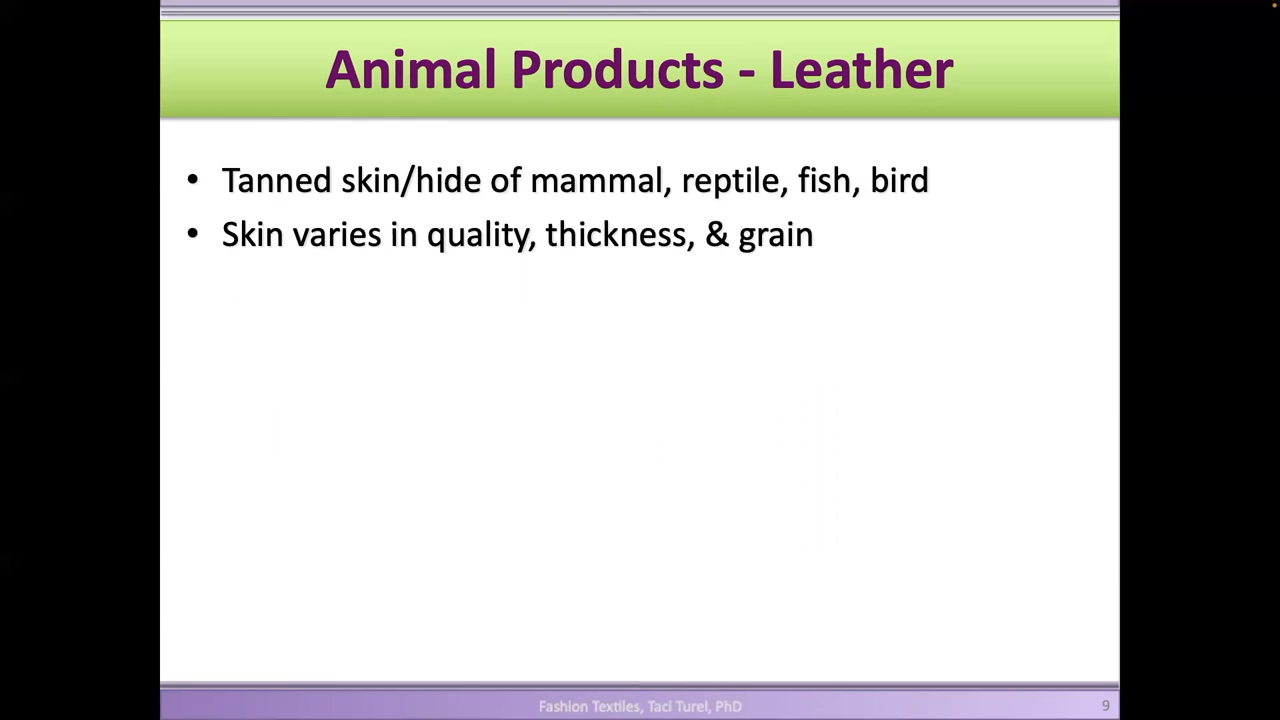 Animal Products - Leather
• Tanned skin/hide of mammal, reptile, fish, bird
• Skin varies in quality, thickness, & grain
Fashion Textiles, Taci Turel, PhD
9